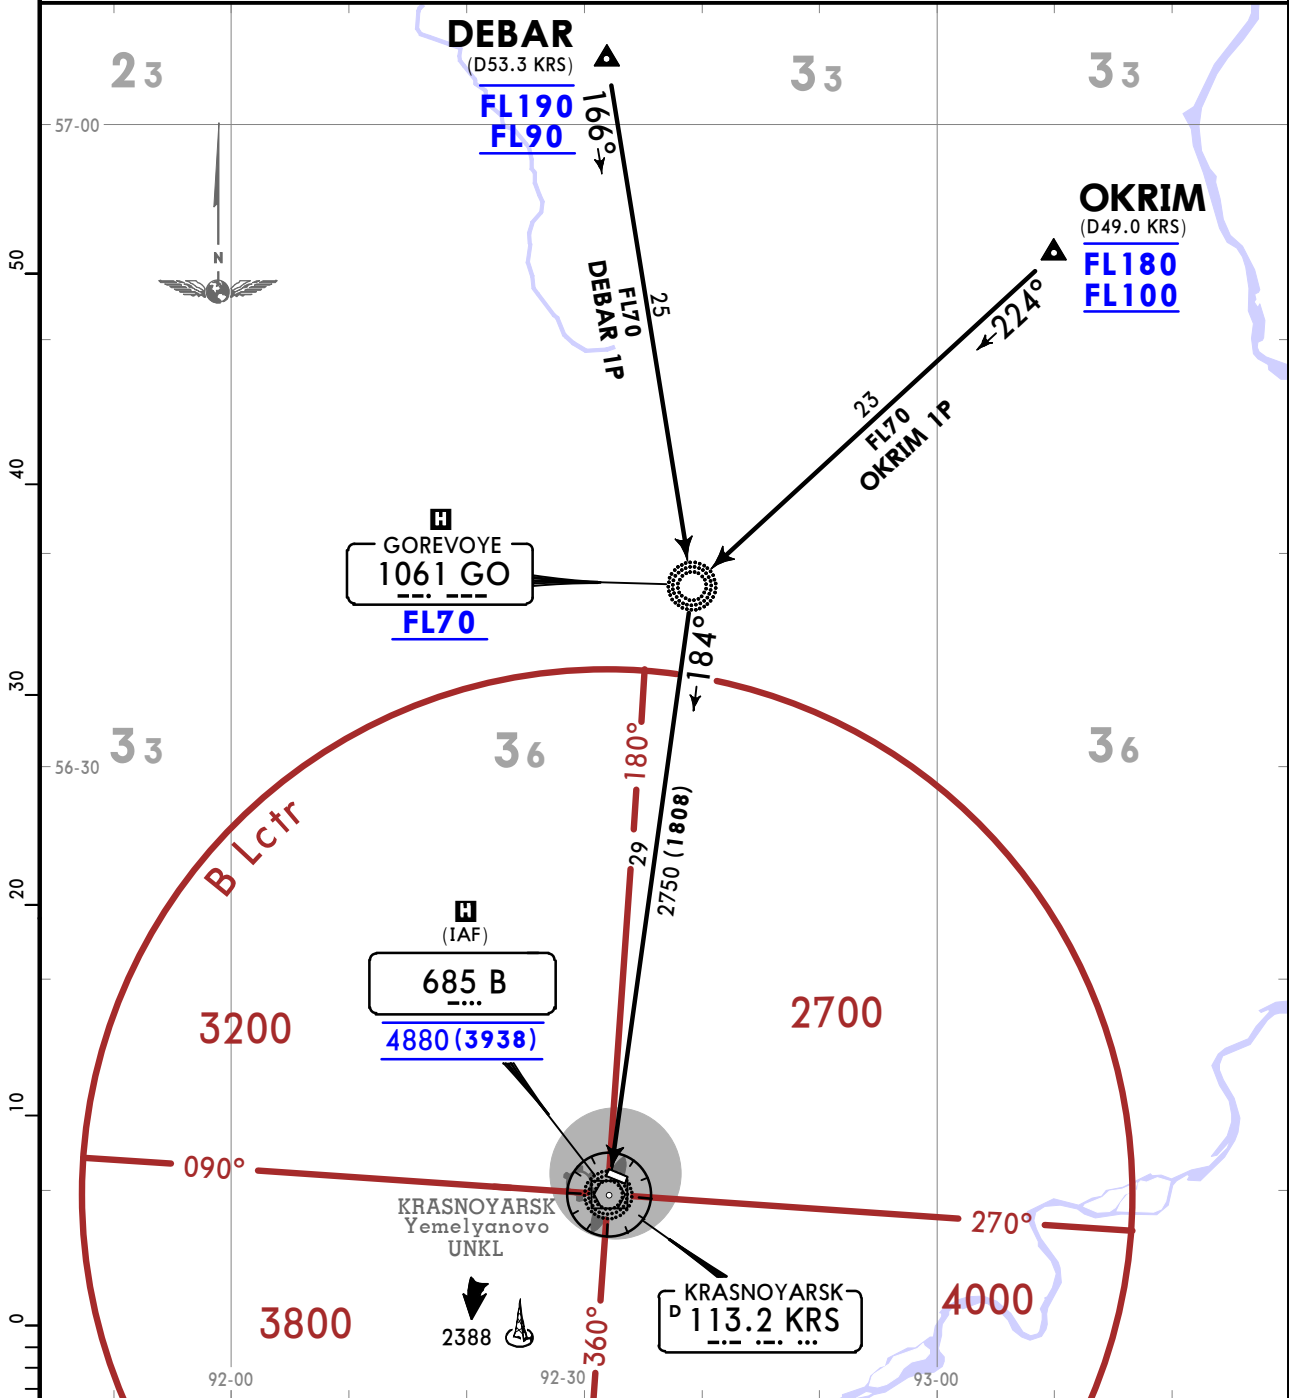 DEBAR
(D53.3 KRS)
FL190
FL90
23
33
33
57-00
166°
OKRIM
(D49.0 KRS)
FL180
FL100
224°
N
50
25
FL70
DEBAR 1P
23
FL70
OKRIM 1P
40
H
GOREVOYE
1061 GO
FL70
184°
30
33
36
36
180°
56-30
B Lctr
29
2750 (1808)
20
H
(IAF)
685 B
4880 (3938)
3200
2700
10
090°
270°
KRASNOYARSK
Yemelyanovo
UNKL
KRASNOYARSK
D 113.2 KRS
4000
3800
2388
0
360°
92-00
92-30
93-00